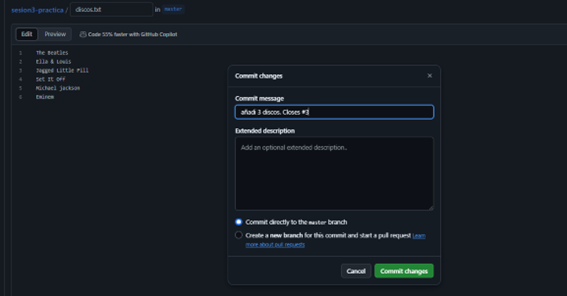 sesion3-practica / discos.txt in master
Edit Preview Code 55% faster with GitHub Copilot
1 The Beatles
2 Ella & Louis
3 Jagged Little Pill
4 Set It Off
5 Michael jackson
6 Eminem
Commit changes
Commit message
añadi 3 discos. Closes #3
Extended description
Add an optional extended description..
Commit directly to the master branch
Create a new branch for this commit and start a pull request Learn
more about pull requests
Cancel Commit changes